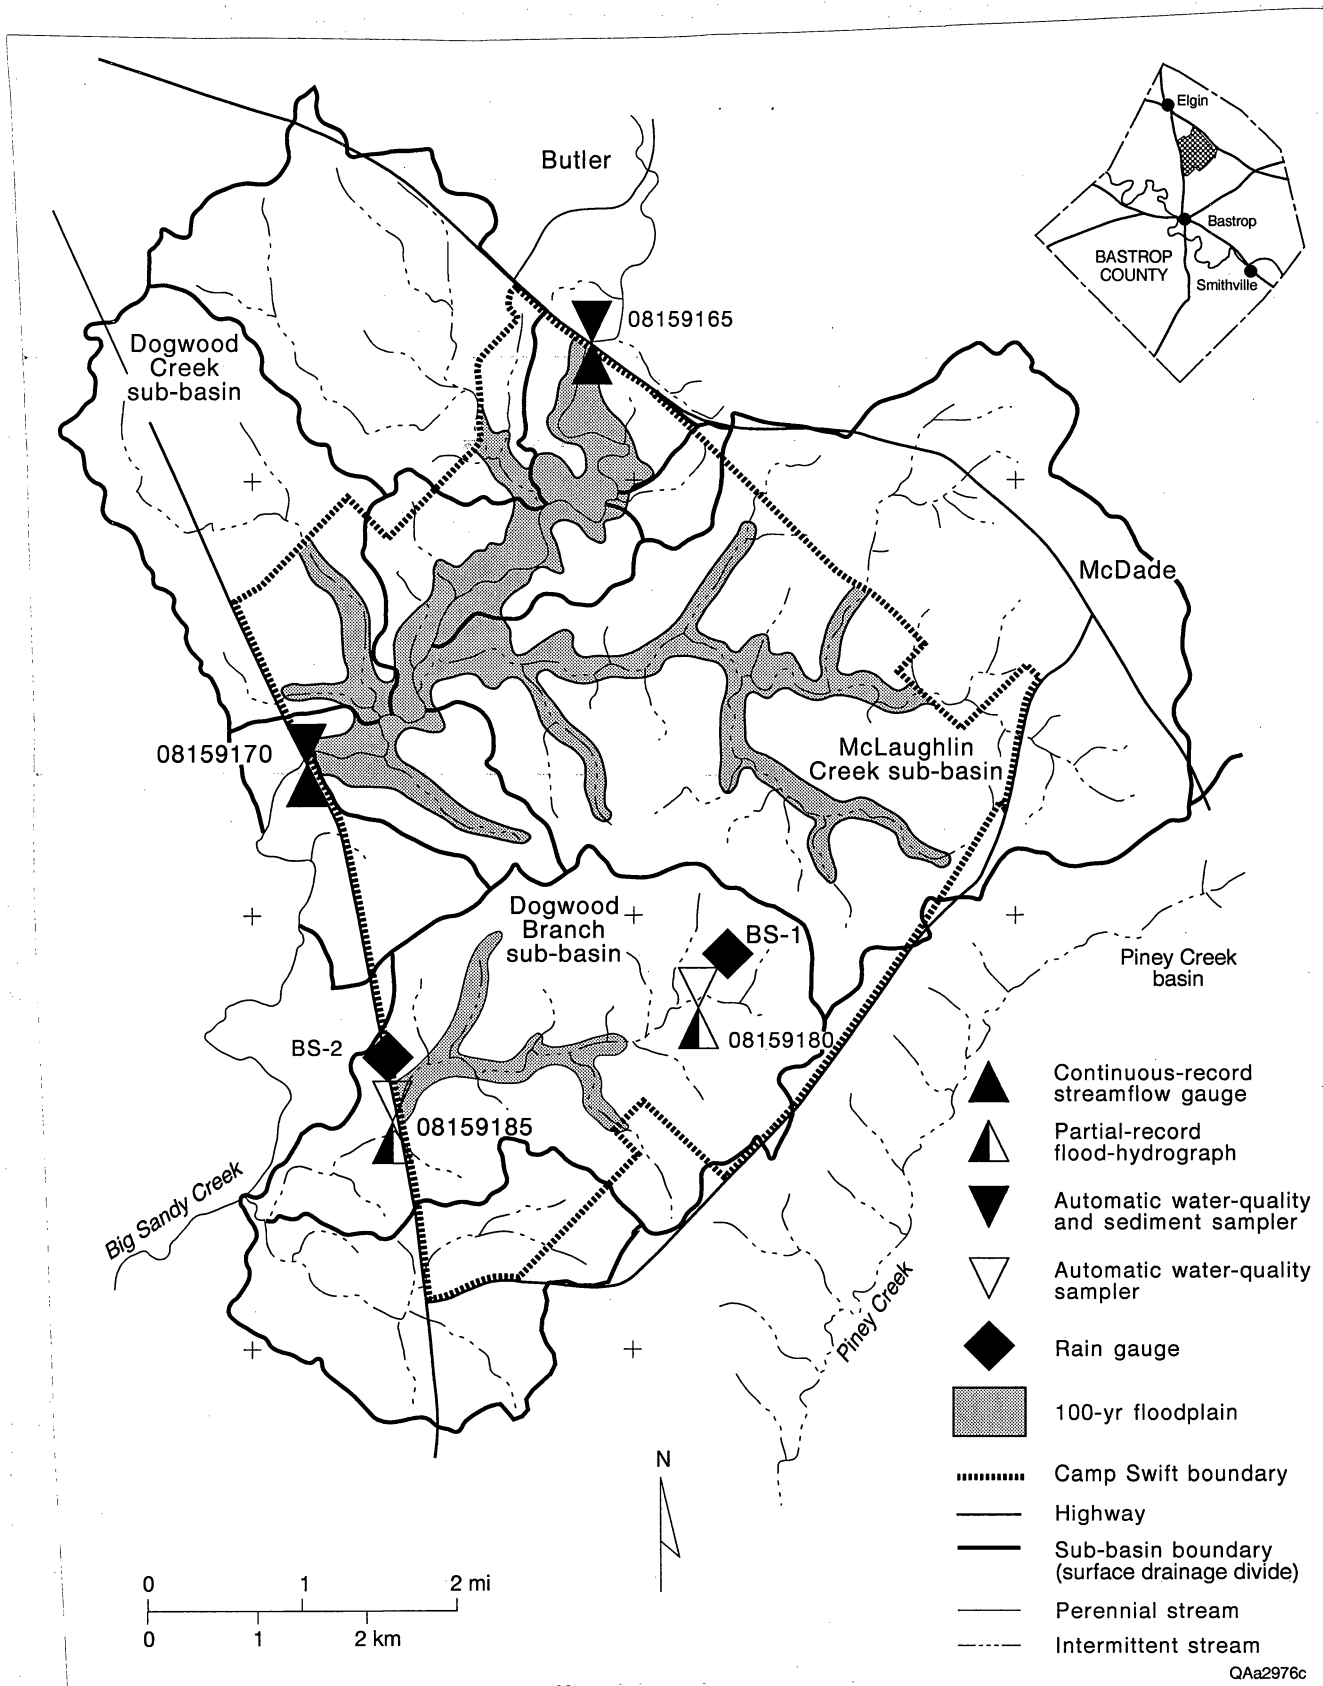 Butler
Elgin
Bastrop
BASTROP
COUNTY
Smithville
08159165
Dogwood
Creek
sub-basin
McDade
08159170
McLaughlin
Creek sub-basin
Dogwood
Branch
sub-basin
BS-1
Piney Creek
basin
08159180
BS-2
08159185
Big Sandy Creek
Piney Creek
Continuous-record
streamflow gauge
Partial-record
flood-hydrograph
Automatic water-quality
and sediment sampler
Automatic water-quality
sampler
Rain gauge
100-yr floodplain
Camp Swift boundary
Highway
Sub-basin boundary
(surface drainage divide)
Perennial stream
Intermittent stream
N
0 1 2 mi
0 1 2 km
QAa2976c